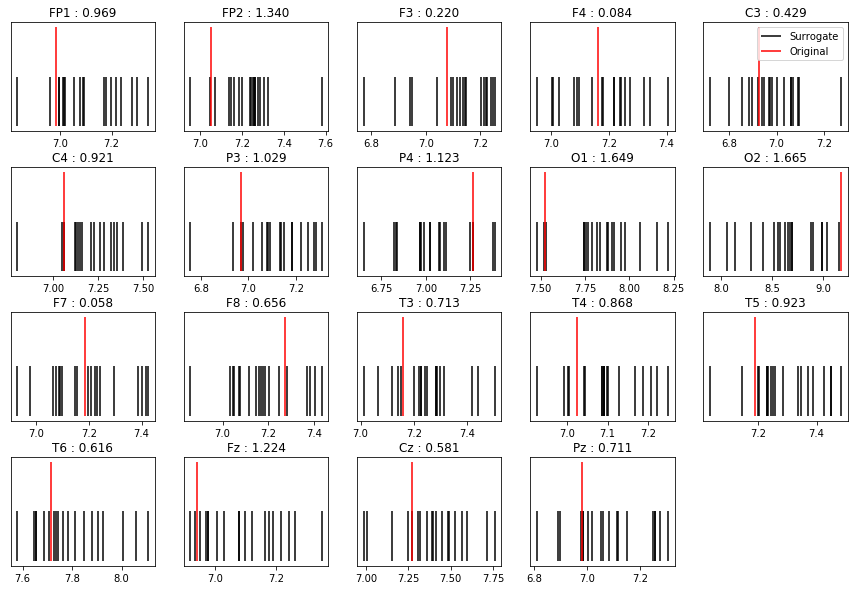 FP1 : 0.969
FP2 : 1.340
F3 : 0.220
F4 : 0.084
C3 : 0.429
Surrogate
Original
7.0 7.2
7.0 7.2 7.4 7.6
6.8 7.0 7.2
7.0 7.2 7.4
6.8 7.0 7.2
C4 : 0.921
P3 : 1.029
P4 : 1.123
O1 : 1.649
O2 : 1.665
7.00 7.25 7.50
6.8 7.0 7.2
6.75 7.00 7.25
7.50 7.75 8.00 8.25
8.0 8.5 9.0
F7 : 0.058
F8 : 0.656
T3 : 0.713
T4 : 0.868
T5 : 0.923
7.0 7.2 7.4
7.0 7.2 7.4
7.0 7.2 7.4
7.0 7.1 7.2
7.2 7.4
T6 : 0.616
Fz : 1.224
Cz : 0.581
Pz : 0.711
7.6 7.8 8.0
7.0 7.2
7.00 7.25 7.50 7.75
6.8 7.0 7.2